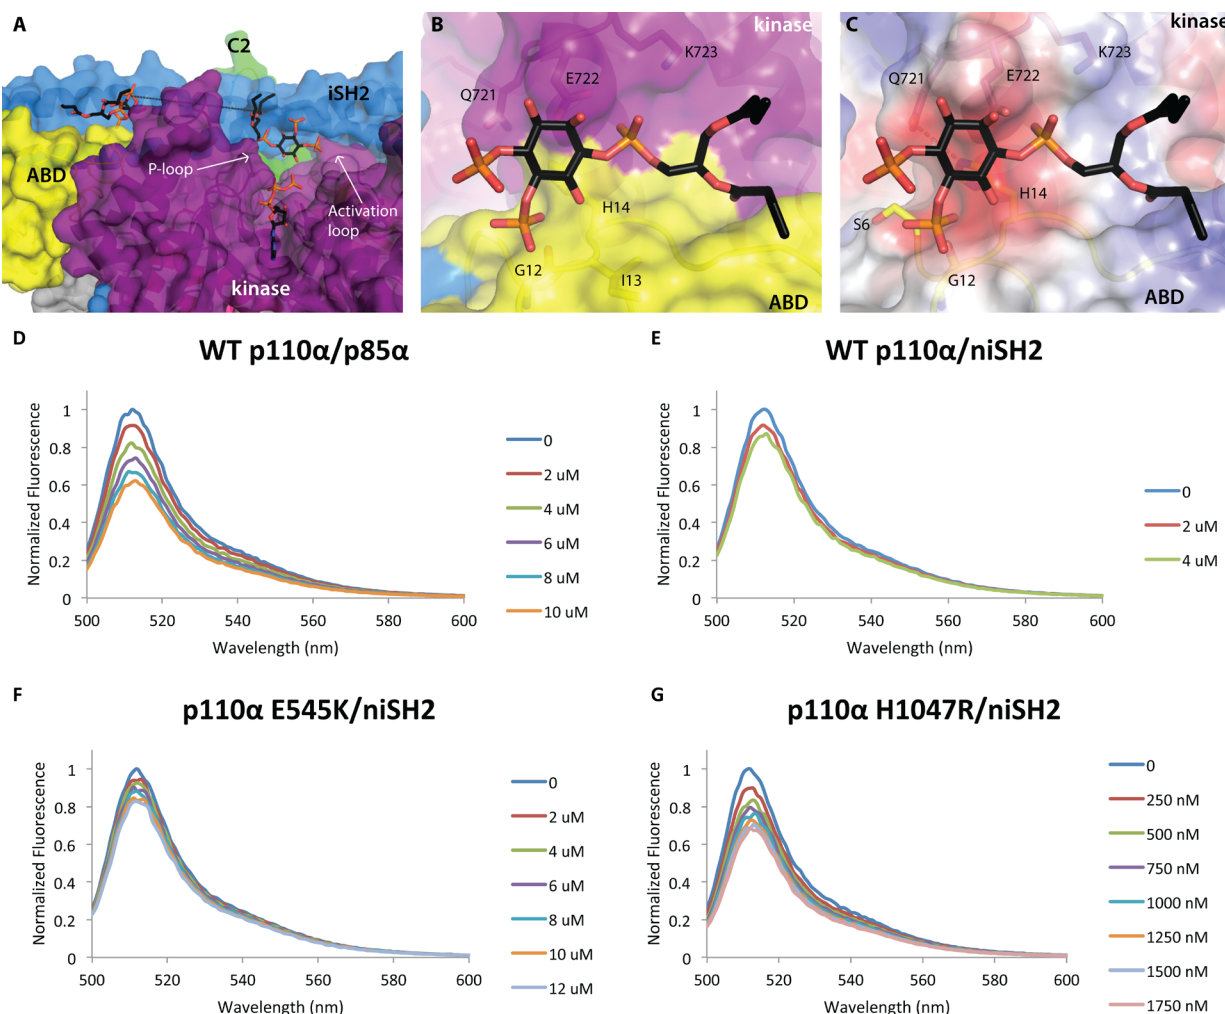 A
C2
iSH2
P-loop
ABD
Activation
loop
kinase
B
kinase
K723
E722
Q721
H14
G12
I13
ABD
C
kinase
K723
Q721
E722
H14
S6
G12
ABD
D
WT p110α/p85α
Normalized Fluorescence
1
0.8
0.6
0.4
0.2
0
500
520
540
560
580
600
Wavelength (nm)
0
2 uM
4 uM
6 uM
8 uM
10 uM
E
WT p110α/niSH2
Normalized Fluorescence
1
0.8
0.6
0.4
0.2
0
500
520
540
560
580
600
Wavelength (nm)
0
2 uM
4 uM
F
p110α E545K/niSH2
Normalized Fluorescence
1
0.8
0.6
0.4
0.2
0
500
520
540
560
580
600
Wavelength (nm)
0
2 uM
4 uM
6 uM
8 uM
10 uM
12 uM
G
p110α H1047R/niSH2
Normalized Fluorescence
1
0.8
0.6
0.4
0.2
0
500
520
540
560
580
600
Wavelength (nm)
0
250 nM
500 nM
750 nM
1000 nM
1250 nM
1500 nM
1750 nM